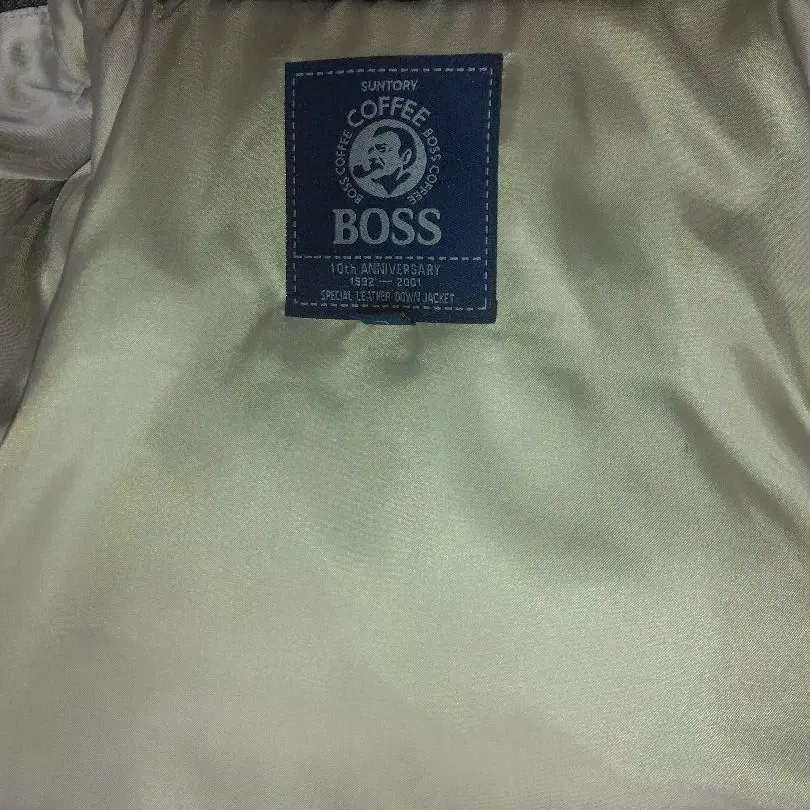 SUNTORY
COFFEE
BOSS COFFEE
BOSS COFFEE
BOSS
10th ANNIVERSARY
1992 — 2001
SPECIAL LEATHER DOWN JACKET